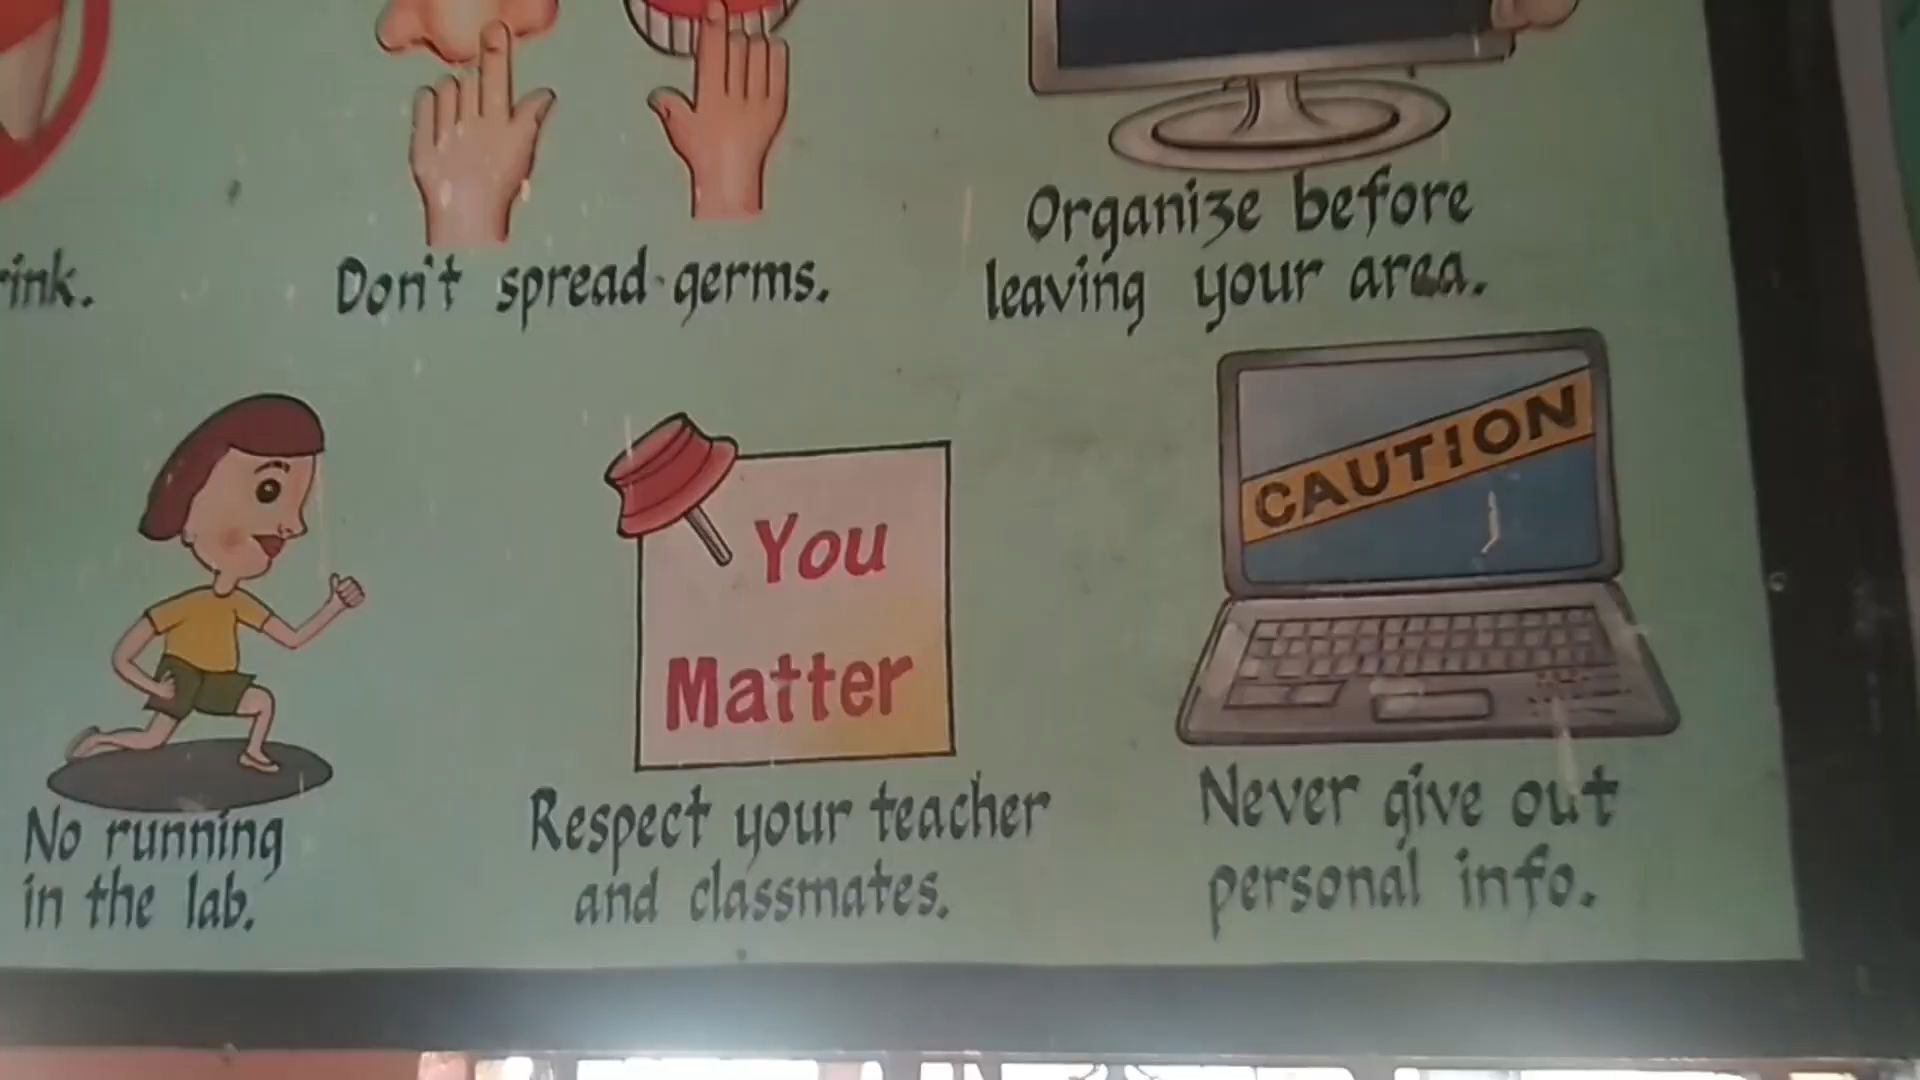 Don't spread germs.
Organize before
leaving your area.
CAUTION
You
Matter
No running
in the lab.
Respect your teacher
and classmates.
Never give out
personal info.